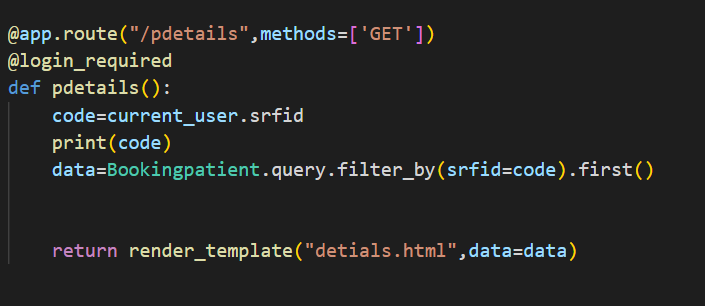 @app.route("/pdetails",methods=['GET'])
@login_required
def pdetails():
    code=current_user.srfid
    print(code)
    data=Bookingpatient.query.filter_by(srfid=code).first()
    return render_template("detials.html",data=data)